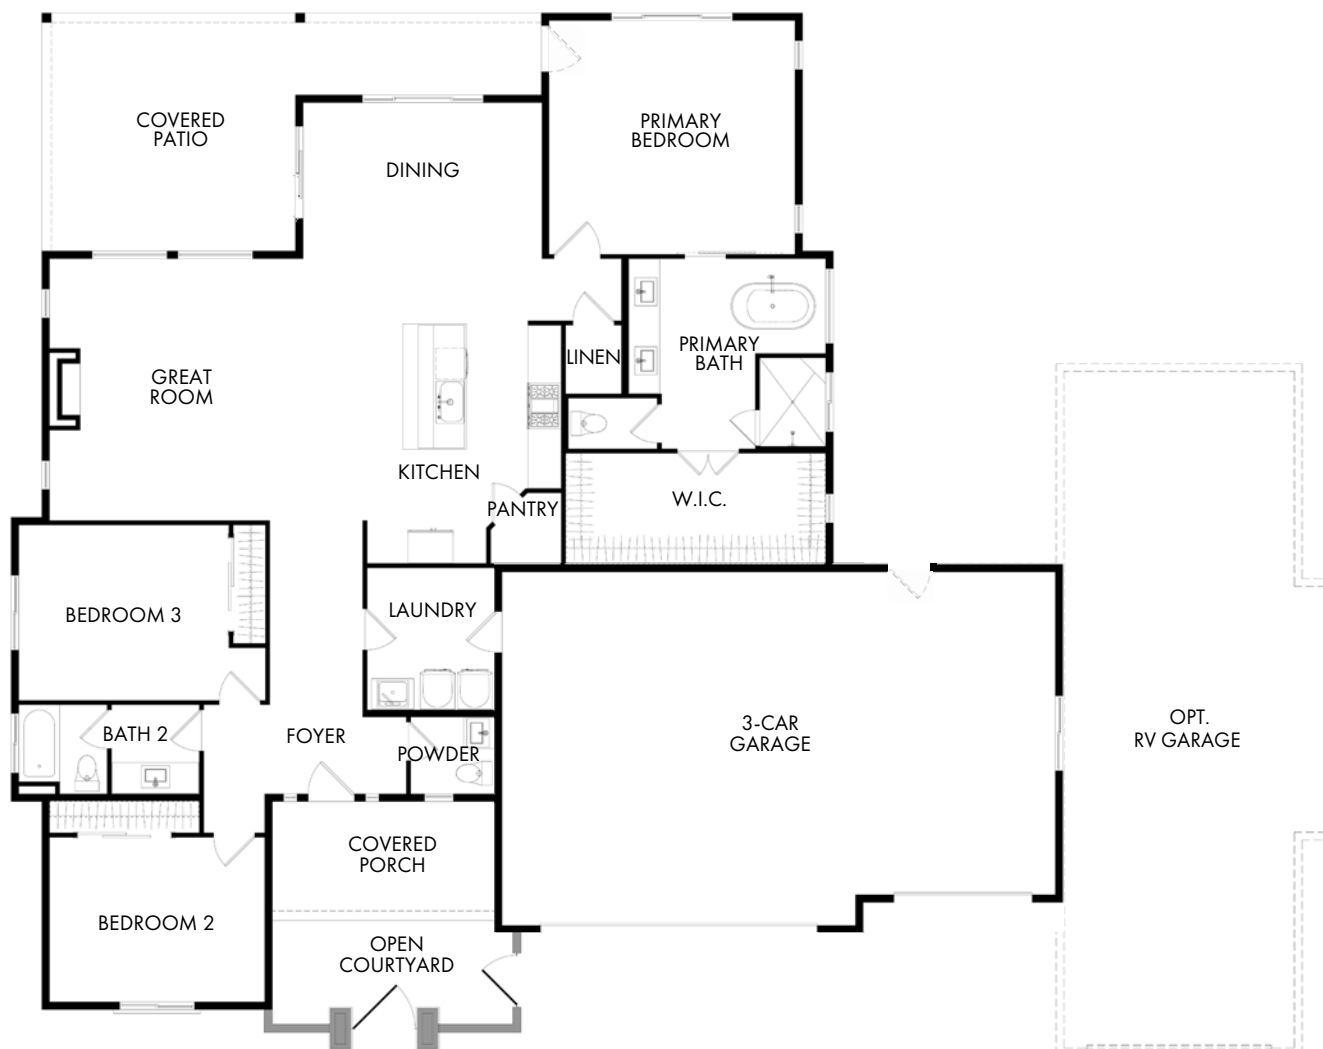 COVERED
PATIO
PRIMARY
BEDROOM
DINING
LINEN
PRIMARY
BATH
GREAT
ROOM
KITCHEN
PANTRY
W.I.C.
BEDROOM 3
LAUNDRY
BATH 2
FOYER
POWDER
3-CAR
GARAGE
OPT.
RV GARAGE
COVERED
PORCH
BEDROOM 2
OPEN
COURTYARD